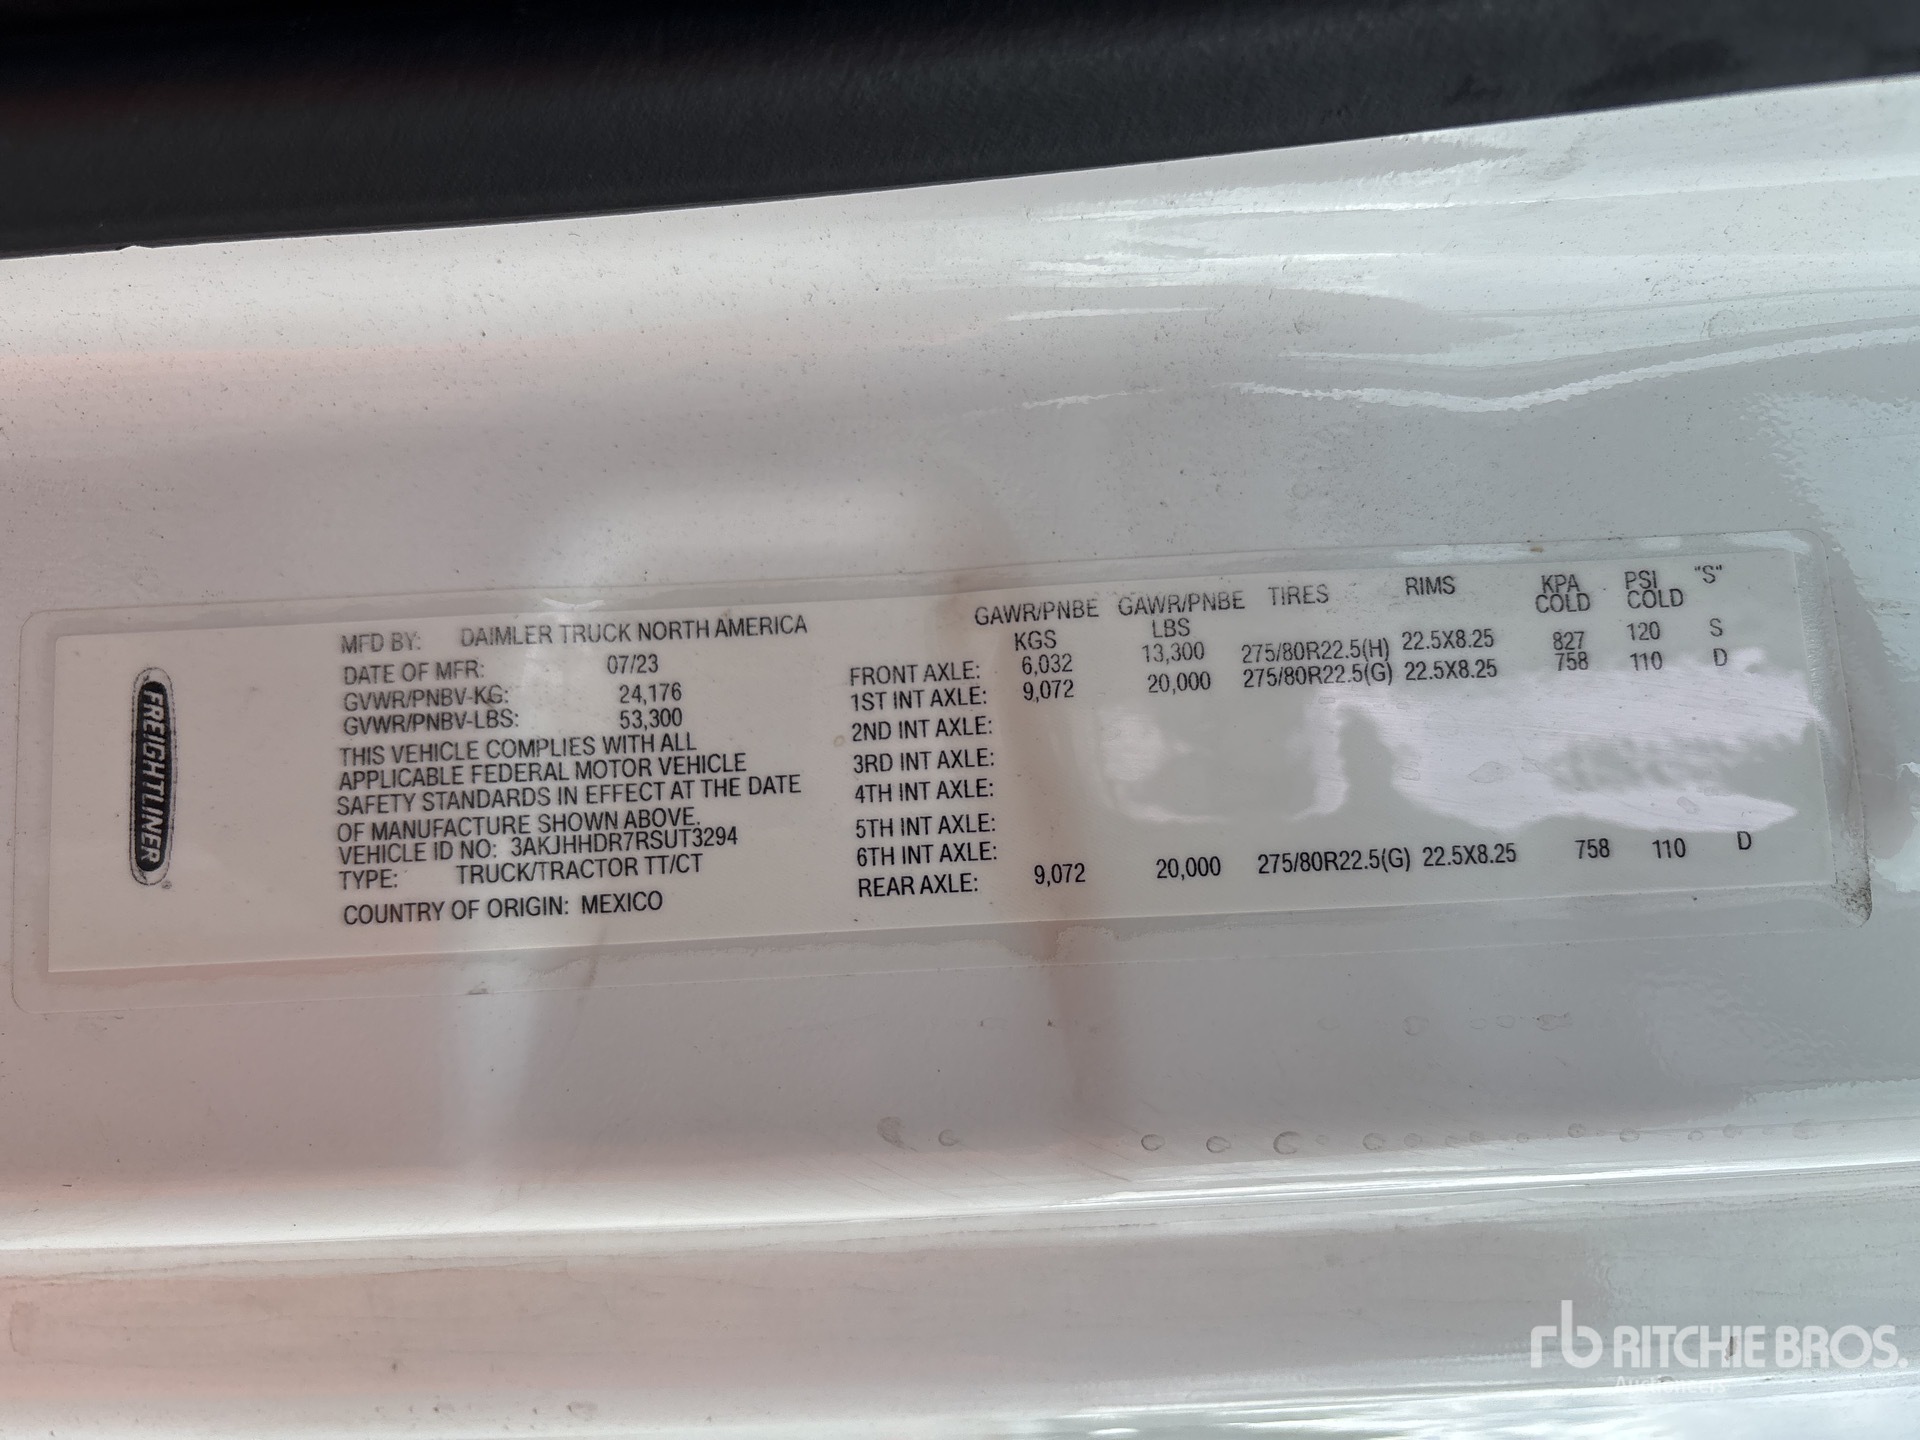 FREIGHTLINER
MFD BY: DAIMLER TRUCK NORTH AMERICA
DATE OF MFR: 07/23
GVWR/PNBV-KG: 24,176
GVWR/PNBV-LBS: 53,300
THIS VEHICLE COMPLIES WITH ALL
APPLICABLE FEDERAL MOTOR VEHICLE
SAFETY STANDARDS IN EFFECT AT THE DATE
OF MANUFACTURE SHOWN ABOVE.
VEHICLE ID NO: 3AKJHHDR7RSUT3294
TYPE: TRUCK/TRACTOR TT/CT
COUNTRY OF ORIGIN: MEXICO
GAWR/PNBE GAWR/PNBE TIRES RIMS KPA PSI "S"
KGS LBS COLD COLD
FRONT AXLE: 6,032 13,300 275/80R22.5(H) 22.5X8.25 827 120 S
1ST INT AXLE: 9,072 20,000 275/80R22.5(G) 22.5X8.25 758 110 D
2ND INT AXLE:
3RD INT AXLE:
4TH INT AXLE:
5TH INT AXLE:
6TH INT AXLE:
REAR AXLE: 9,072 20,000 275/80R22.5(G) 22.5X8.25 758 110 D
rb RITCHIE BROS.
Auctioneers